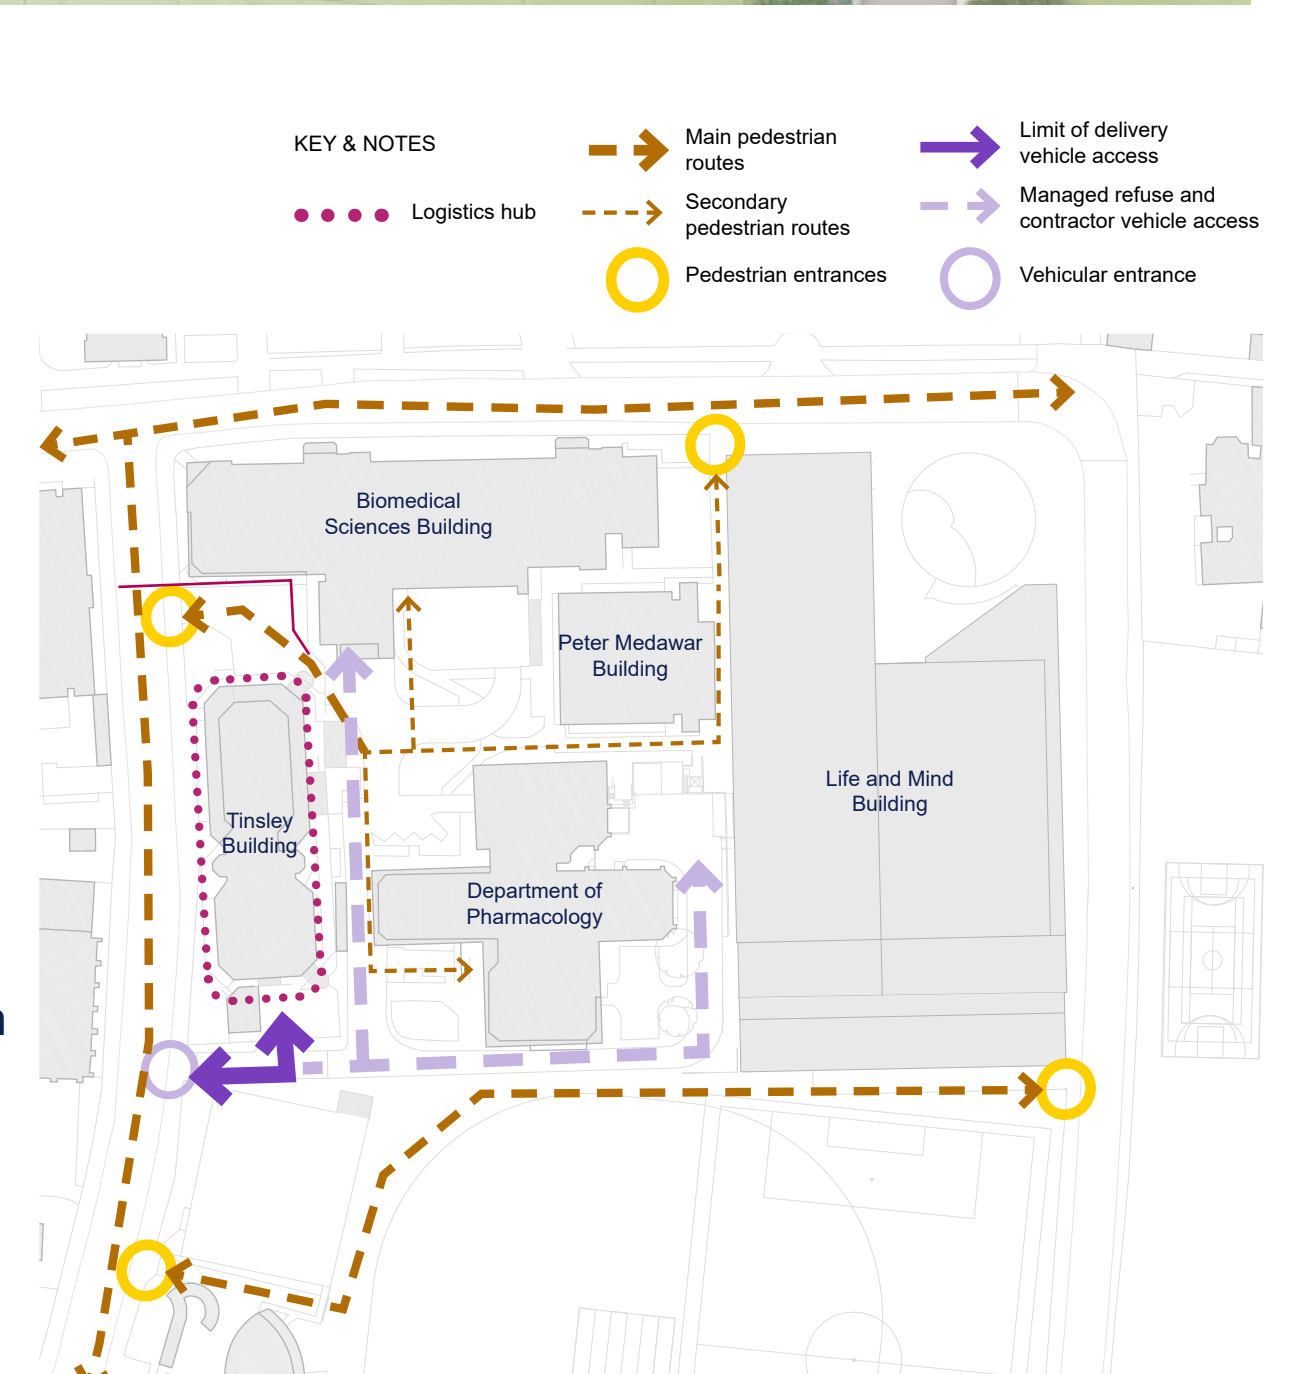 KEY & NOTES
Logistics hub
Main pedestrian
routes
Secondary
pedestrian routes
Pedestrian entrances
Limit of delivery
vehicle access
Managed refuse and
contractor vehicle access
Vehicular entrance
Biomedical
Sciences Building
Peter Medawar
Building
Life and Mind
Building
Tinsley
Building
Department of
Pharmacology